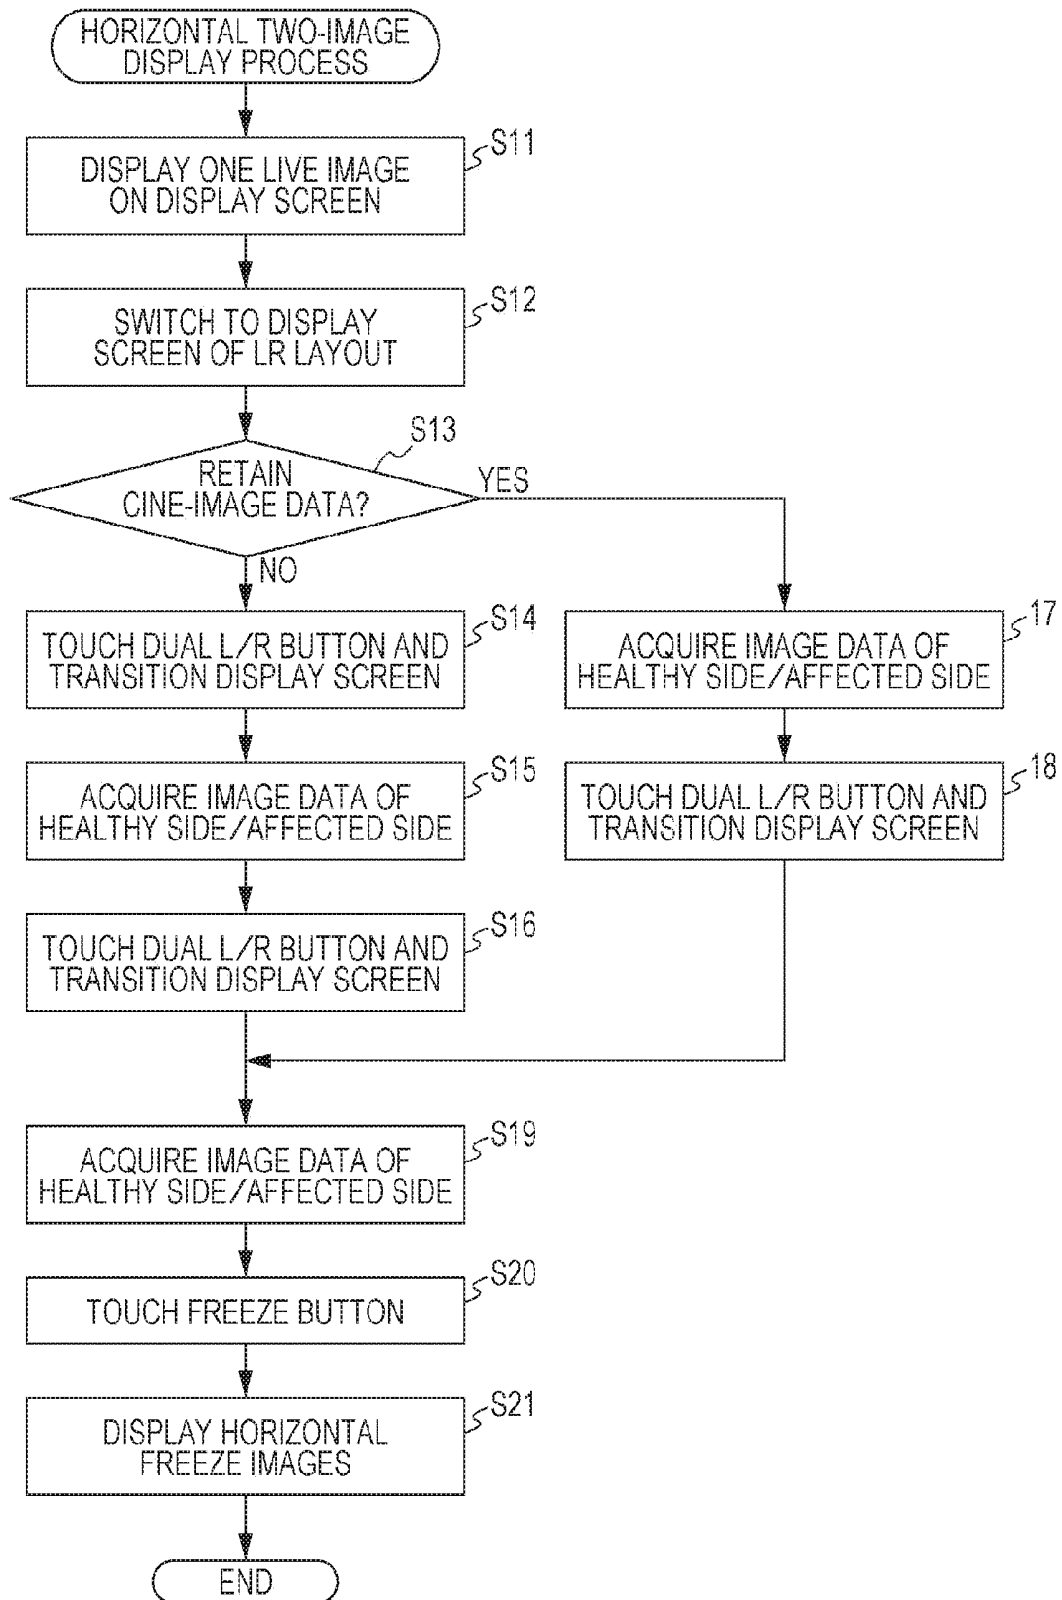 HORIZONTAL TWO-IMAGE
DISPLAY PROCESS
S11
DISPLAY ONE LIVE IMAGE
ON DISPLAY SCREEN
S12
SWITCH TO DISPLAY
SCREEN OF LR LAYOUT
S13
RETAIN
CINE-IMAGE DATA?
YES
NO
S14
TOUCH DUAL L/R BUTTON AND
TRANSITION DISPLAY SCREEN
17
ACQUIRE IMAGE DATA OF
HEALTHY SIDE/AFFECTED SIDE
S15
ACQUIRE IMAGE DATA OF
HEALTHY SIDE/AFFECTED SIDE
18
TOUCH DUAL L/R BUTTON AND
TRANSITION DISPLAY SCREEN
S16
TOUCH DUAL L/R BUTTON AND
TRANSITION DISPLAY SCREEN
S19
ACQUIRE IMAGE DATA OF
HEALTHY SIDE/AFFECTED SIDE
S20
TOUCH FREEZE BUTTON
S21
DISPLAY HORIZONTAL
FREEZE IMAGES
END